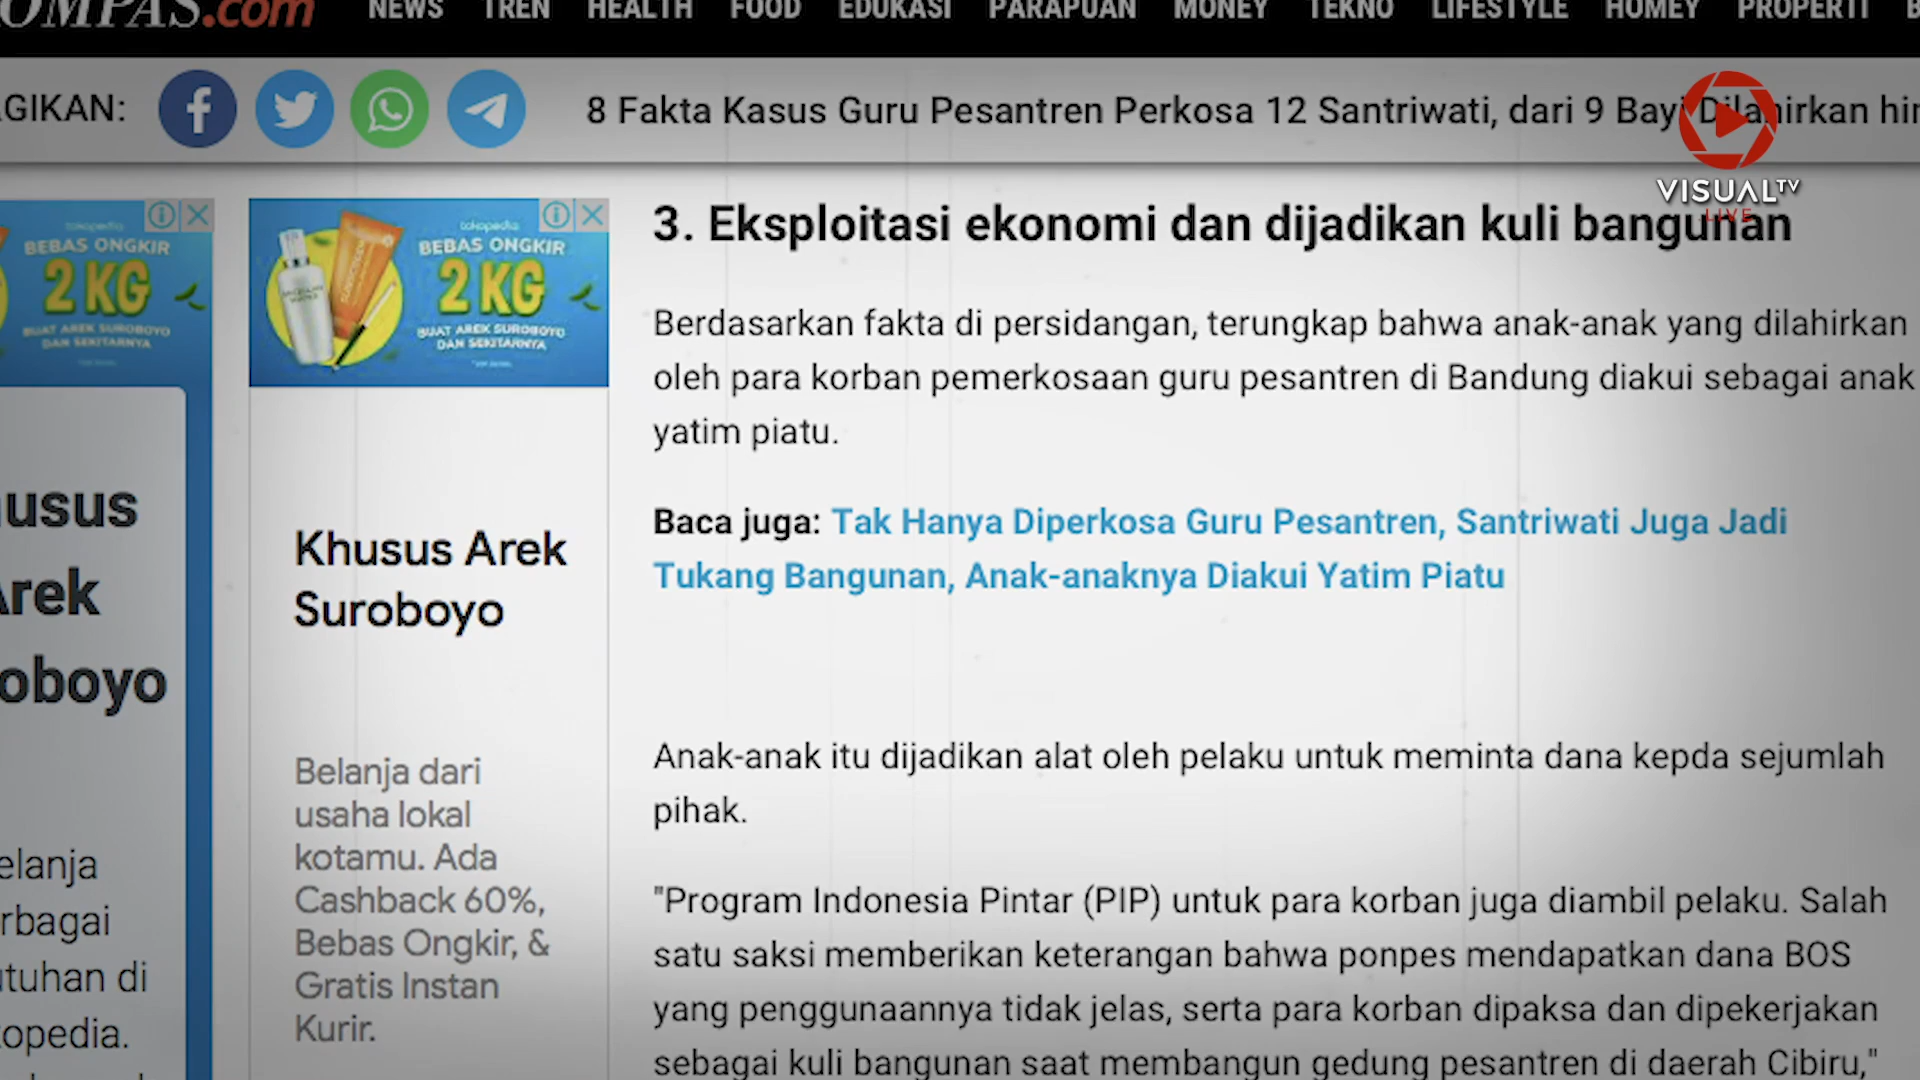 OMPAS.com NEWS TREN HEALTH FOOD EDUKASI PARAPUAN MONEY TEKNO LIFESTYLE HOMEY PROPERTI
AGIKAN: 8 Fakta Kasus Guru Pesantren Perkosa 12 Santriwati, dari 9 Bayi Dilahirkan hin
VISUALTV
LIVE
tokopedia
BEBAS ONGKIR
2 KG
BUAT AREK SUROBOYO
DAN SEKITARNYA
usus
Arek
oboyo
elanja
rbagai
utuhan di
kopedia.
tokopedia
BEBAS ONGKIR
2 KG
BUAT AREK SUROBOYO
DAN SEKITARNYA
Khusus Arek
Suroboyo
Belanja dari
usaha lokal
kotamu. Ada
Cashback 60%,
Bebas Ongkir, &
Gratis Instan
Kurir.
3. Eksploitasi ekonomi dan dijadikan kuli bangunan
Berdasarkan fakta di persidangan, terungkap bahwa anak-anak yang dilahirkan
oleh para korban pemerkosaan guru pesantren di Bandung diakui sebagai anak
yatim piatu.
Baca juga: Tak Hanya Diperkosa Guru Pesantren, Santriwati Juga Jadi
Tukang Bangunan, Anak-anaknya Diakui Yatim Piatu
Anak-anak itu dijadikan alat oleh pelaku untuk meminta dana kepda sejumlah
pihak.
"Program Indonesia Pintar (PIP) untuk para korban juga diambil pelaku. Salah
satu saksi memberikan keterangan bahwa ponpes mendapatkan dana BOS
yang penggunaannya tidak jelas, serta para korban dipaksa dan dipekerjakan
sebagai kuli bangunan saat membangun gedung pesantren di daerah Cibiru,"